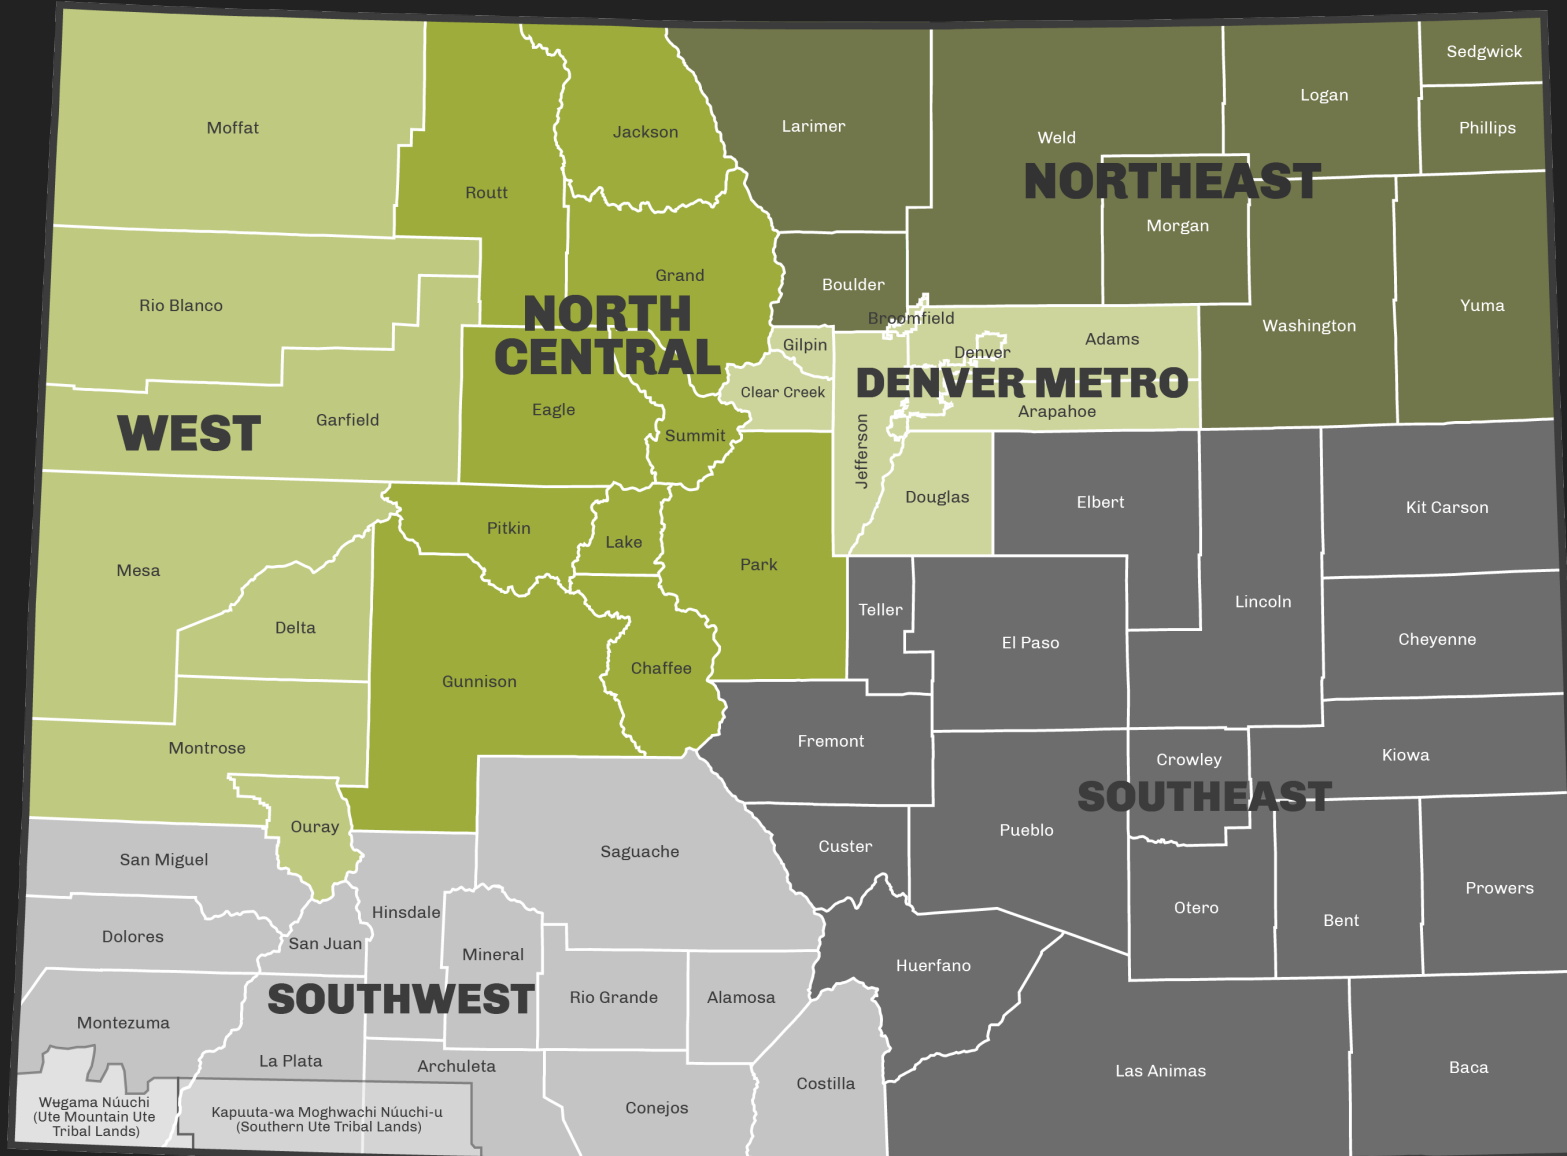 Sedgwick
Logan
Moffat
Jackson
Larimer
Weld
Phillips
NORTHEAST
Routt
Morgan
Grand
Boulder
Rio Blanco
Yuma
NORTH
CENTRAL
Broomfield
Washington
Gilpin
Denver
Adams
Clear Creek
DENVER METRO
Eagle
Arapahoe
WEST
Garfield
Summit
Jefferson
Douglas
Elbert
Kit Carson
Pitkin
Lake
Park
Mesa
Lincoln
Teller
Delta
El Paso
Cheyenne
Chaffee
Gunnison
Montrose
Fremont
Crowley
Kiowa
SOUTHEAST
Ouray
Pueblo
San Miguel
Saguache
Custer
Prowers
Hinsdale
Otero
Bent
Dolores
San Juan
Mineral
Huerfano
SOUTHWEST
Rio Grande
Alamosa
Montezuma
La Plata
Archuleta
Costilla
Las Animas
Baca
Wʉgama Núuchi
(Ute Mountain Ute
Tribal Lands)
Kapuuta-wa Moghwachi Núuchi-u
(Southern Ute Tribal Lands)
Conejos